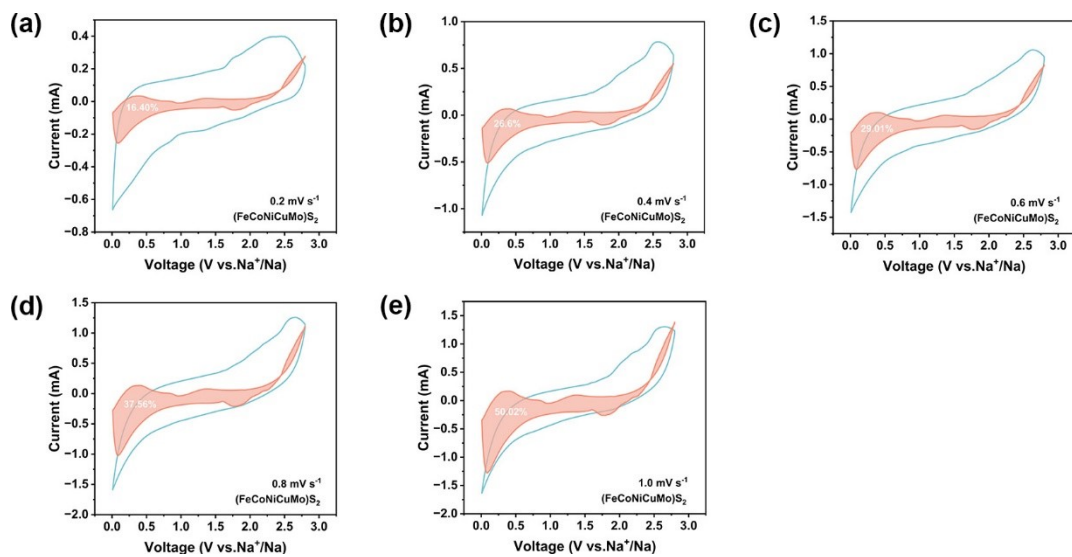 (a)
Current (mA)
0.4
0.2
0.0
−0.2
−0.4
−0.6
−0.8
16.40%
0.2 mV s⁻¹
(FeCoNiCuMo)S₂
0.0 0.5 1.0 1.5 2.0 2.5 3.0
Voltage (V vs.Na⁺/Na)
(b)
Current (mA)
1.0
0.5
0.0
−0.5
−1.0
26.6%
0.4 mV s⁻¹
(FeCoNiCuMo)S₂
0.0 0.5 1.0 1.5 2.0 2.5 3.0
Voltage (V vs.Na⁺/Na)
(c)
Current (mA)
1.5
1.0
0.5
0.0
−0.5
−1.0
−1.5
29.01%
0.6 mV s⁻¹
(FeCoNiCuMo)S₂
0.0 0.5 1.0 1.5 2.0 2.5 3.0
Voltage (V vs.Na⁺/Na)
(d)
Current (mA)
1.5
1.0
0.5
0.0
−0.5
−1.0
−1.5
−2.0
37.56%
0.8 mV s⁻¹
(FeCoNiCuMo)S₂
0.0 0.5 1.0 1.5 2.0 2.5 3.0
Voltage (V vs.Na⁺/Na)
(e)
Current (mA)
1.5
1.0
0.5
0.0
−0.5
−1.0
−1.5
−2.0
50.02%
1.0 mV s⁻¹
(FeCoNiCuMo)S₂
0.0 0.5 1.0 1.5 2.0 2.5 3.0
Voltage (V vs.Na⁺/Na)